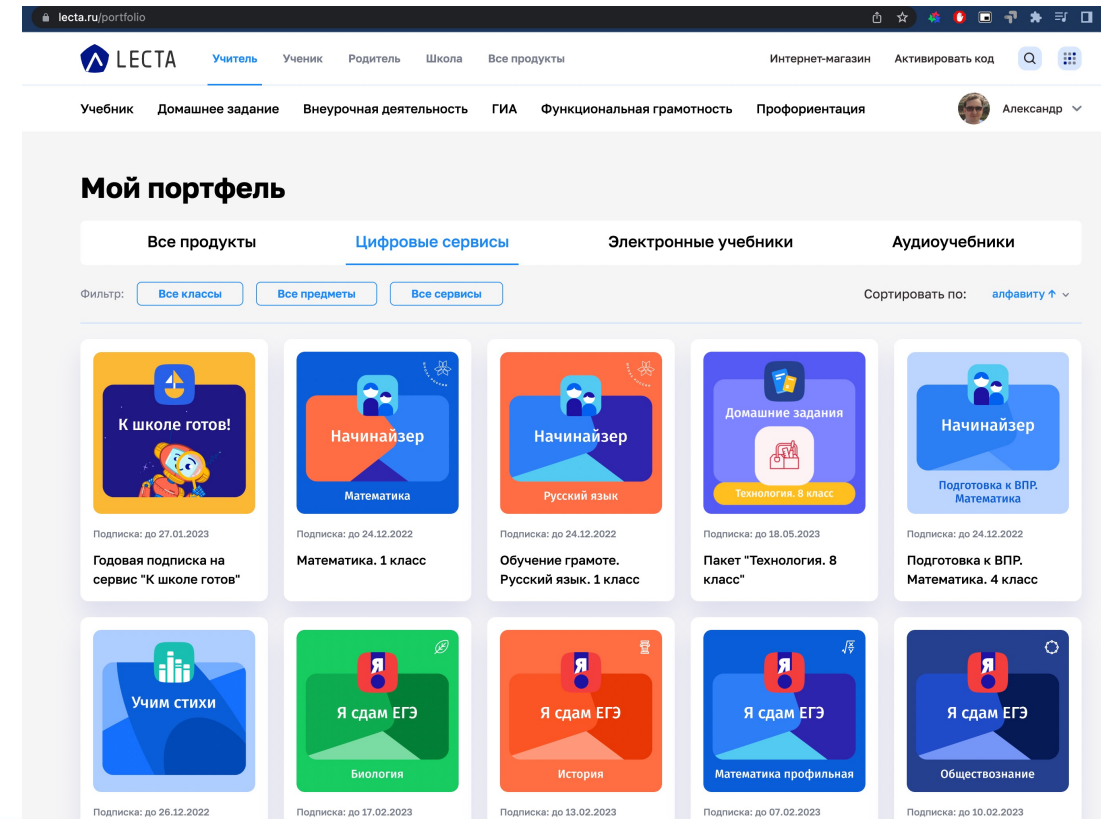 lecta.ru/portfolio
LECTA
Учитель Ученик Родитель Школа Все продукты Интернет-магазин Активировать код
Учебник Домашнее задание Внеурочная деятельность ГИА Функциональная грамотность Профориентация Александр
Мой портфель
Все продукты Цифровые сервисы Электронные учебники Аудиоучебники
Фильтр: Все классы Все предметы Все сервисы Сортировать по: алфавиту ↑
К школе готов!
Подписка: до 27.01.2023
Годовая подписка на
сервис "К школе готов"
Начинайзер
Математика
Подписка: до 24.12.2022
Математика. 1 класс
Начинайзер
Русский язык
Подписка: до 24.12.2022
Обучение грамоте.
Русский язык. 1 класс
Домашние задания
Технология. 8 класс
Подписка: до 18.05.2023
Пакет "Технология. 8
класс"
Начинайзер
Подготовка к ВПР.
Математика
Подписка: до 24.12.2022
Подготовка к ВПР.
Математика. 4 класс
Учим стихи
Подписка: до 26.12.2022
Я
Я сдам ЕГЭ
Биология
Подписка: до 17.02.2023
Я
Я сдам ЕГЭ
История
Подписка: до 13.02.2023
Я
Я сдам ЕГЭ
Математика профильная
Подписка: до 07.02.2023
Я
Я сдам ЕГЭ
Обществознание
Подписка: до 10.02.2023